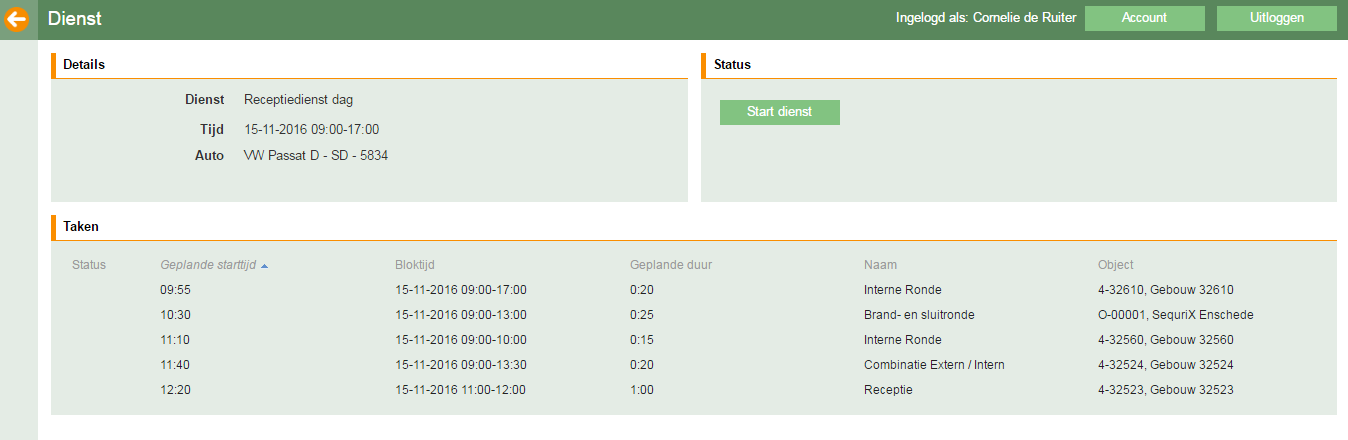 Dienst Ingelogd als: Cornelie de Ruiter Account Uitloggen
Details
Dienst Receptiedienst dag
Tijd 15-11-2016 09:00-17:00
Auto VW Passat D - SD - 5834
Status
Start dienst
Taken
Status Geplande starttijd Bloktijd Geplande duur Naam Object
09:55 15-11-2016 09:00-17:00 0:20 Interne Ronde 4-32610, Gebouw 32610
10:30 15-11-2016 09:00-13:00 0:25 Brand- en sluitronde O-00001, SequriX Enschede
11:10 15-11-2016 09:00-10:00 0:15 Interne Ronde 4-32560, Gebouw 32560
11:40 15-11-2016 09:00-13:30 0:20 Combinatie Extern / Intern 4-32524, Gebouw 32524
12:20 15-11-2016 11:00-12:00 1:00 Receptie 4-32523, Gebouw 32523